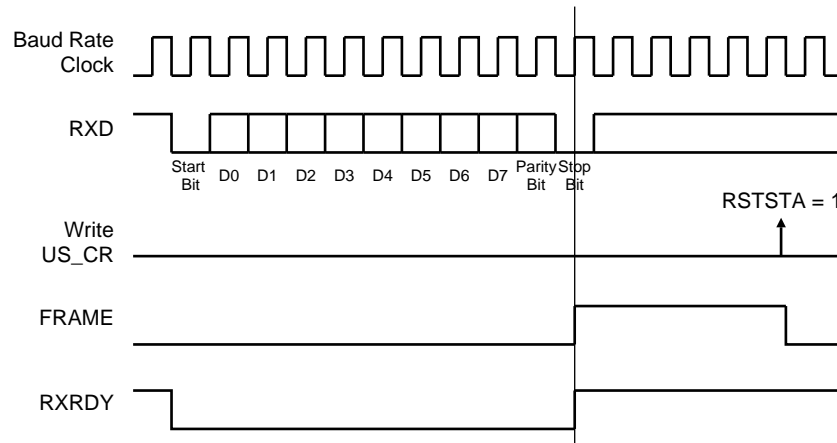 Baud Rate
Clock
RXD
Start
Bit
D0
D1
D2
D3
D4
D5
D6
D7
Parity
Bit
Stop
Bit
RSTSTA = 1
Write
US_CR
FRAME
RXRDY